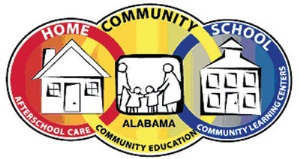 HOME
COMMUNITY
SCHOOL
ALABAMA
AFTERSCHOOL CARE
COMMUNITY EDUCATION
COMMUNITY LEARNING CENTERS